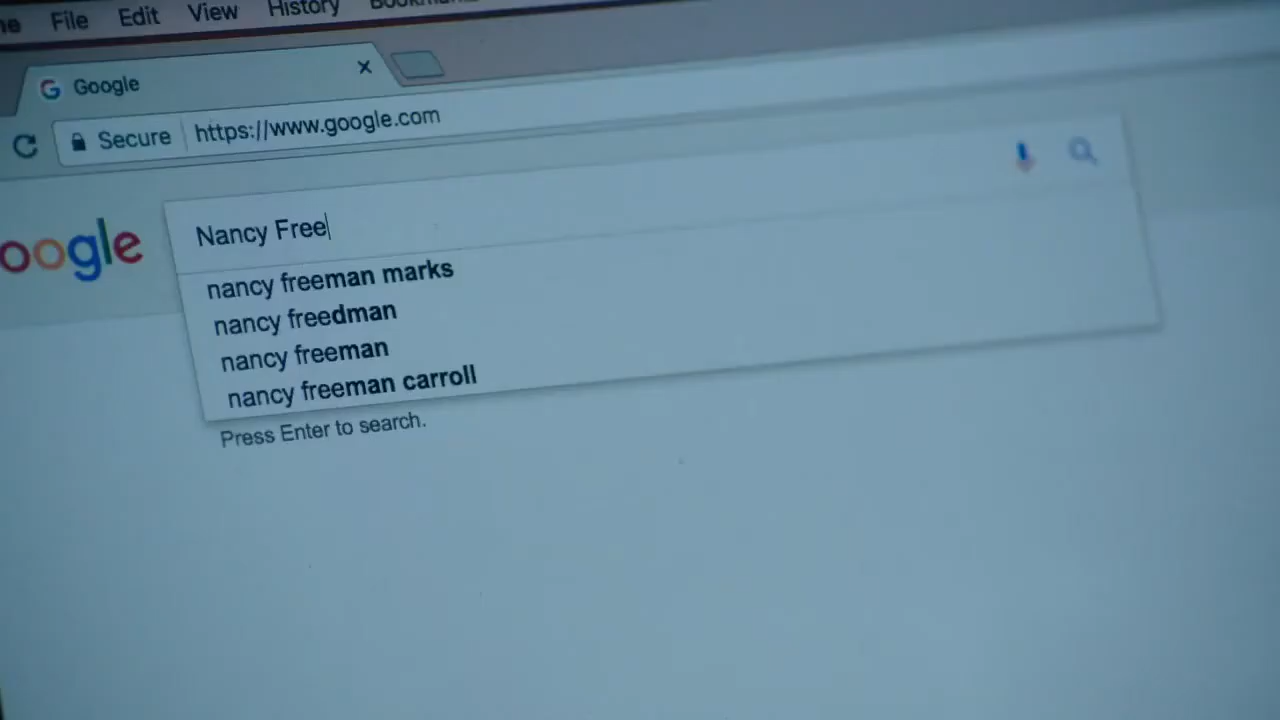 File Edit View History
Google
Secure https://www.google.com
oogle
Nancy Free
nancy freeman marks
nancy freedman
nancy freeman
nancy freeman carroll
Press Enter to search.